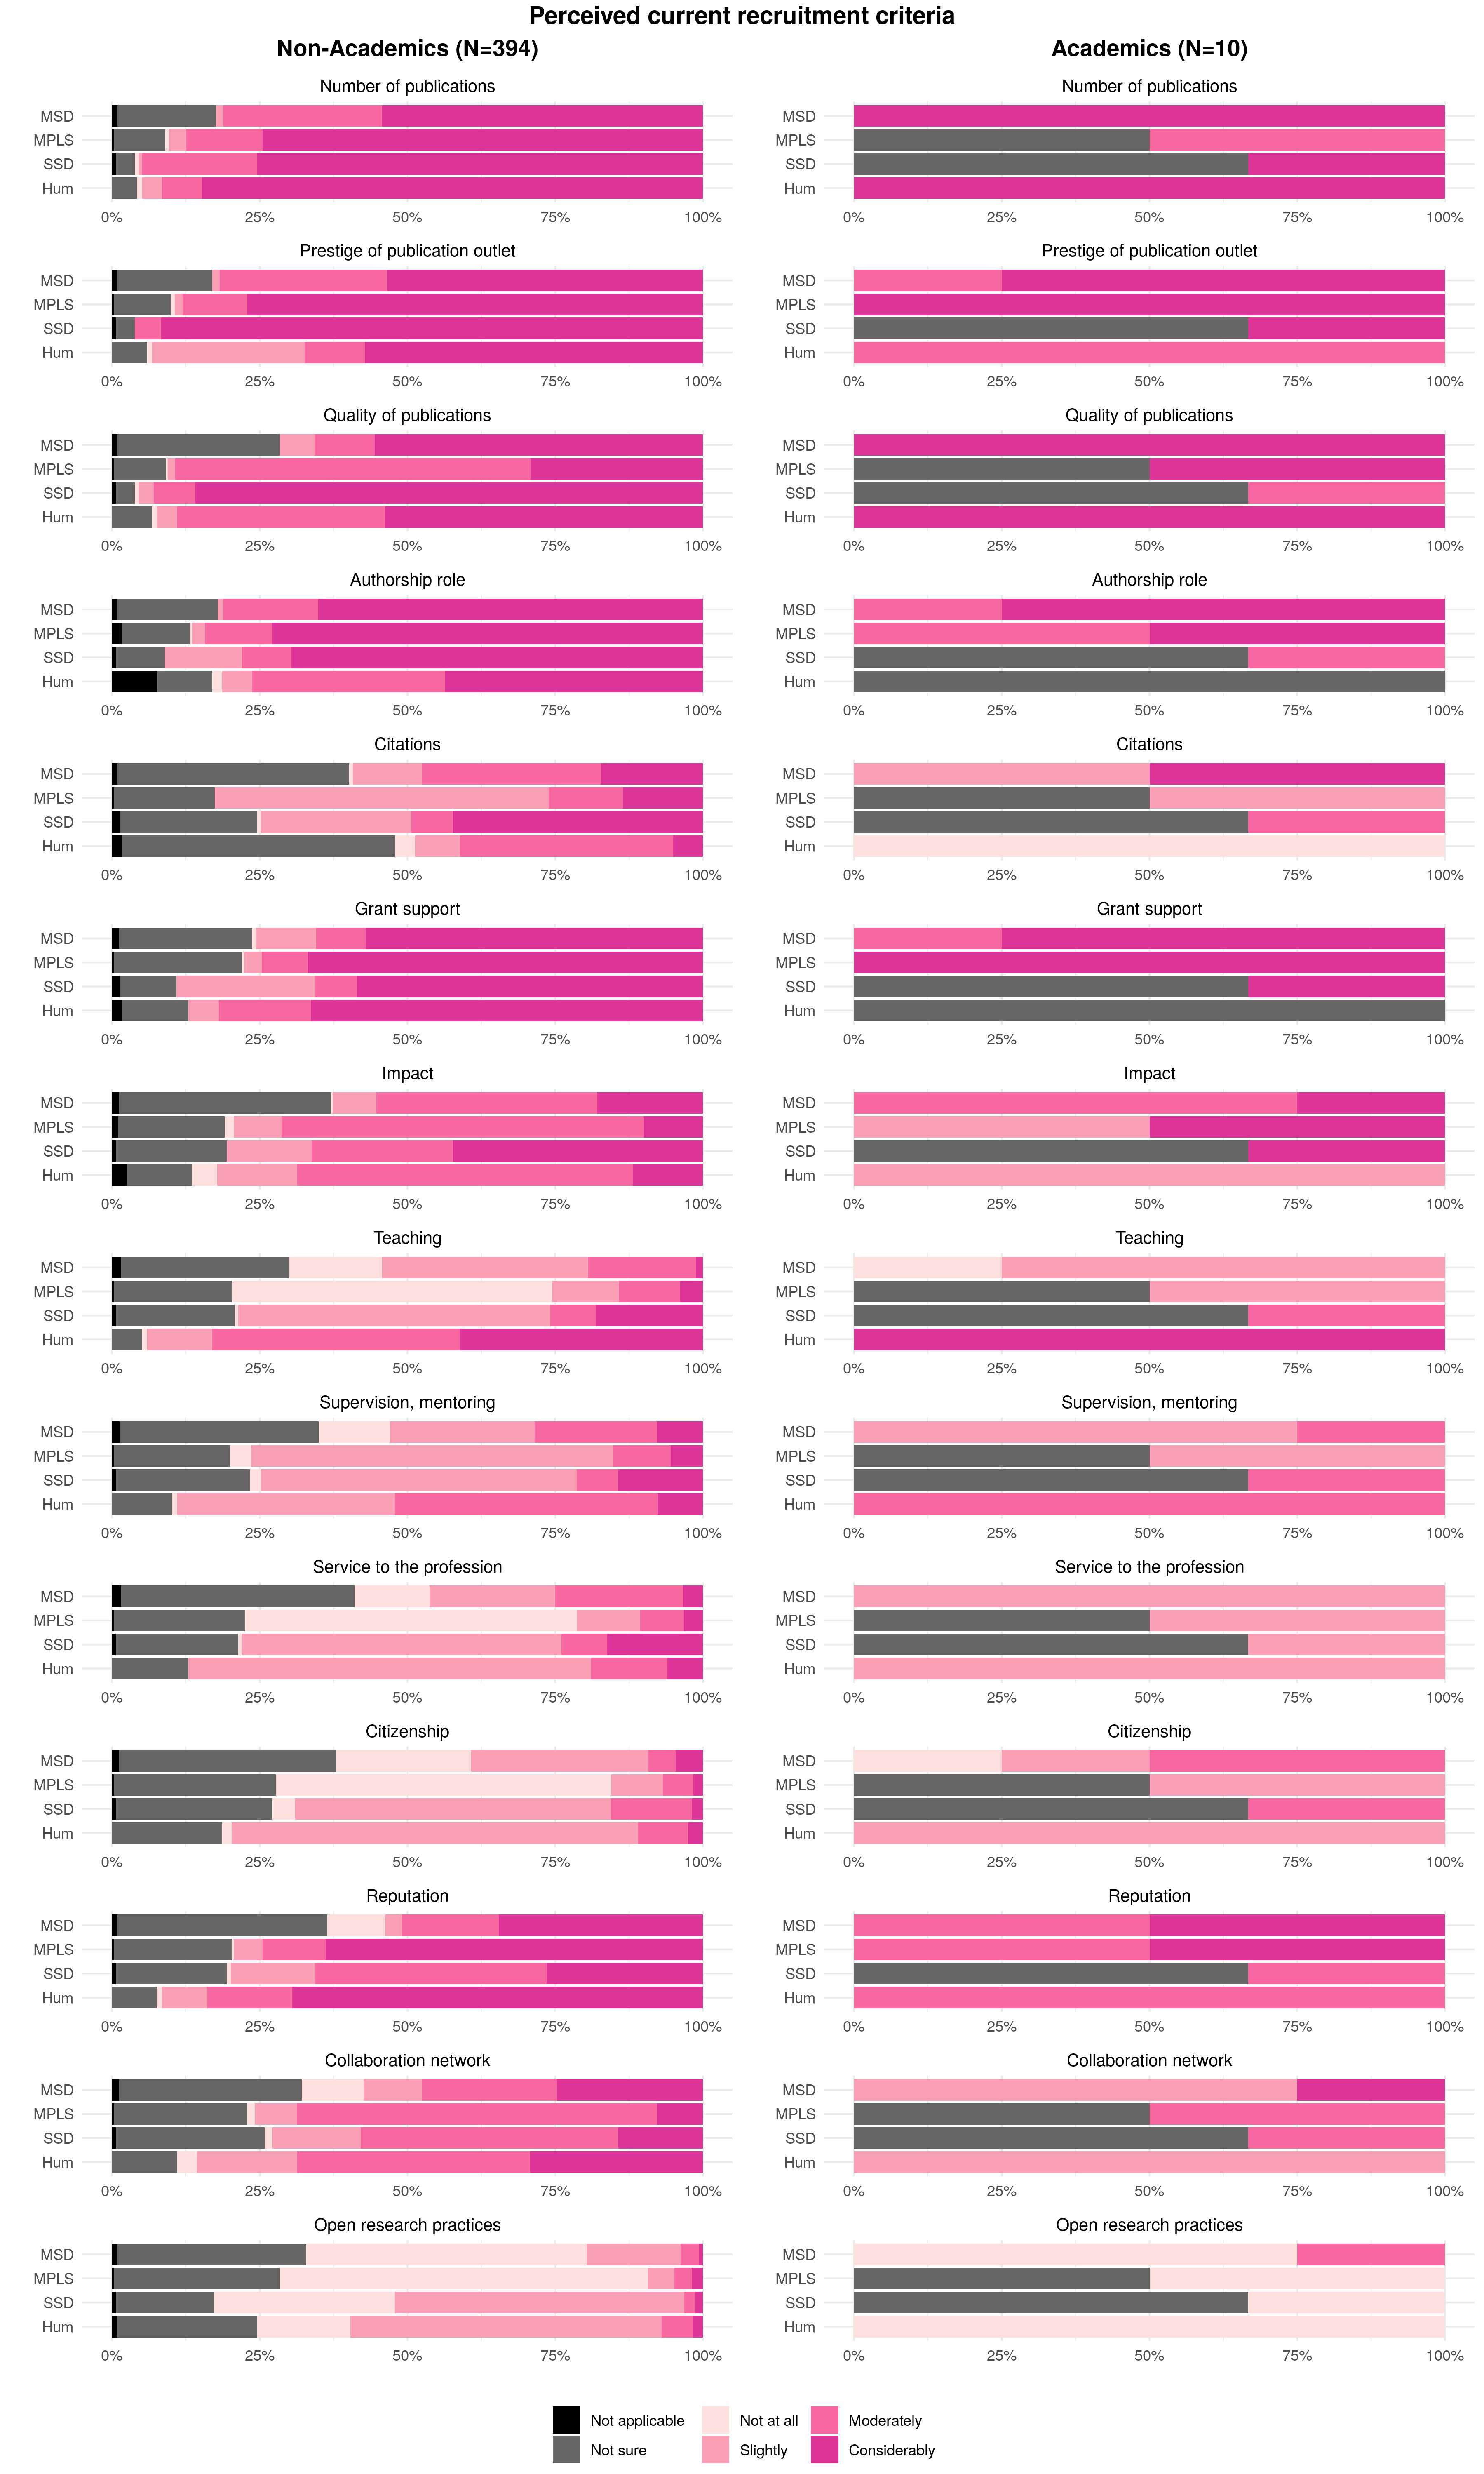 Perceived current recruitment criteria
Non-Academics (N=394) Academics (N=10)
Number of publications Number of publications
MSD MSD
MPLS MPLS
SSD SSD
Hum Hum
0% 25% 50% 75% 100% 0% 25% 50% 75% 100%
Prestige of publication outlet Prestige of publication outlet
MSD MSD
MPLS MPLS
SSD SSD
Hum Hum
0% 25% 50% 75% 100% 0% 25% 50% 75% 100%
Quality of publications Quality of publications
MSD MSD
MPLS MPLS
SSD SSD
Hum Hum
0% 25% 50% 75% 100% 0% 25% 50% 75% 100%
Authorship role Authorship role
MSD MSD
MPLS MPLS
SSD SSD
Hum Hum
0% 25% 50% 75% 100% 0% 25% 50% 75% 100%
Citations Citations
MSD MSD
MPLS MPLS
SSD SSD
Hum Hum
0% 25% 50% 75% 100% 0% 25% 50% 75% 100%
Grant support Grant support
MSD MSD
MPLS MPLS
SSD SSD
Hum Hum
0% 25% 50% 75% 100% 0% 25% 50% 75% 100%
Impact Impact
MSD MSD
MPLS MPLS
SSD SSD
Hum Hum
0% 25% 50% 75% 100% 0% 25% 50% 75% 100%
Teaching Teaching
MSD MSD
MPLS MPLS
SSD SSD
Hum Hum
0% 25% 50% 75% 100% 0% 25% 50% 75% 100%
Supervision, mentoring Supervision, mentoring
MSD MSD
MPLS MPLS
SSD SSD
Hum Hum
0% 25% 50% 75% 100% 0% 25% 50% 75% 100%
Service to the profession Service to the profession
MSD MSD
MPLS MPLS
SSD SSD
Hum Hum
0% 25% 50% 75% 100% 0% 25% 50% 75% 100%
Citizenship Citizenship
MSD MSD
MPLS MPLS
SSD SSD
Hum Hum
0% 25% 50% 75% 100% 0% 25% 50% 75% 100%
Reputation Reputation
MSD MSD
MPLS MPLS
SSD SSD
Hum Hum
0% 25% 50% 75% 100% 0% 25% 50% 75% 100%
Collaboration network Collaboration network
MSD MSD
MPLS MPLS
SSD SSD
Hum Hum
0% 25% 50% 75% 100% 0% 25% 50% 75% 100%
Open research practices Open research practices
MSD MSD
MPLS MPLS
SSD SSD
Hum Hum
0% 25% 50% 75% 100% 0% 25% 50% 75% 100%
Not applicable Not at all Moderately
Not sure Slightly Considerably